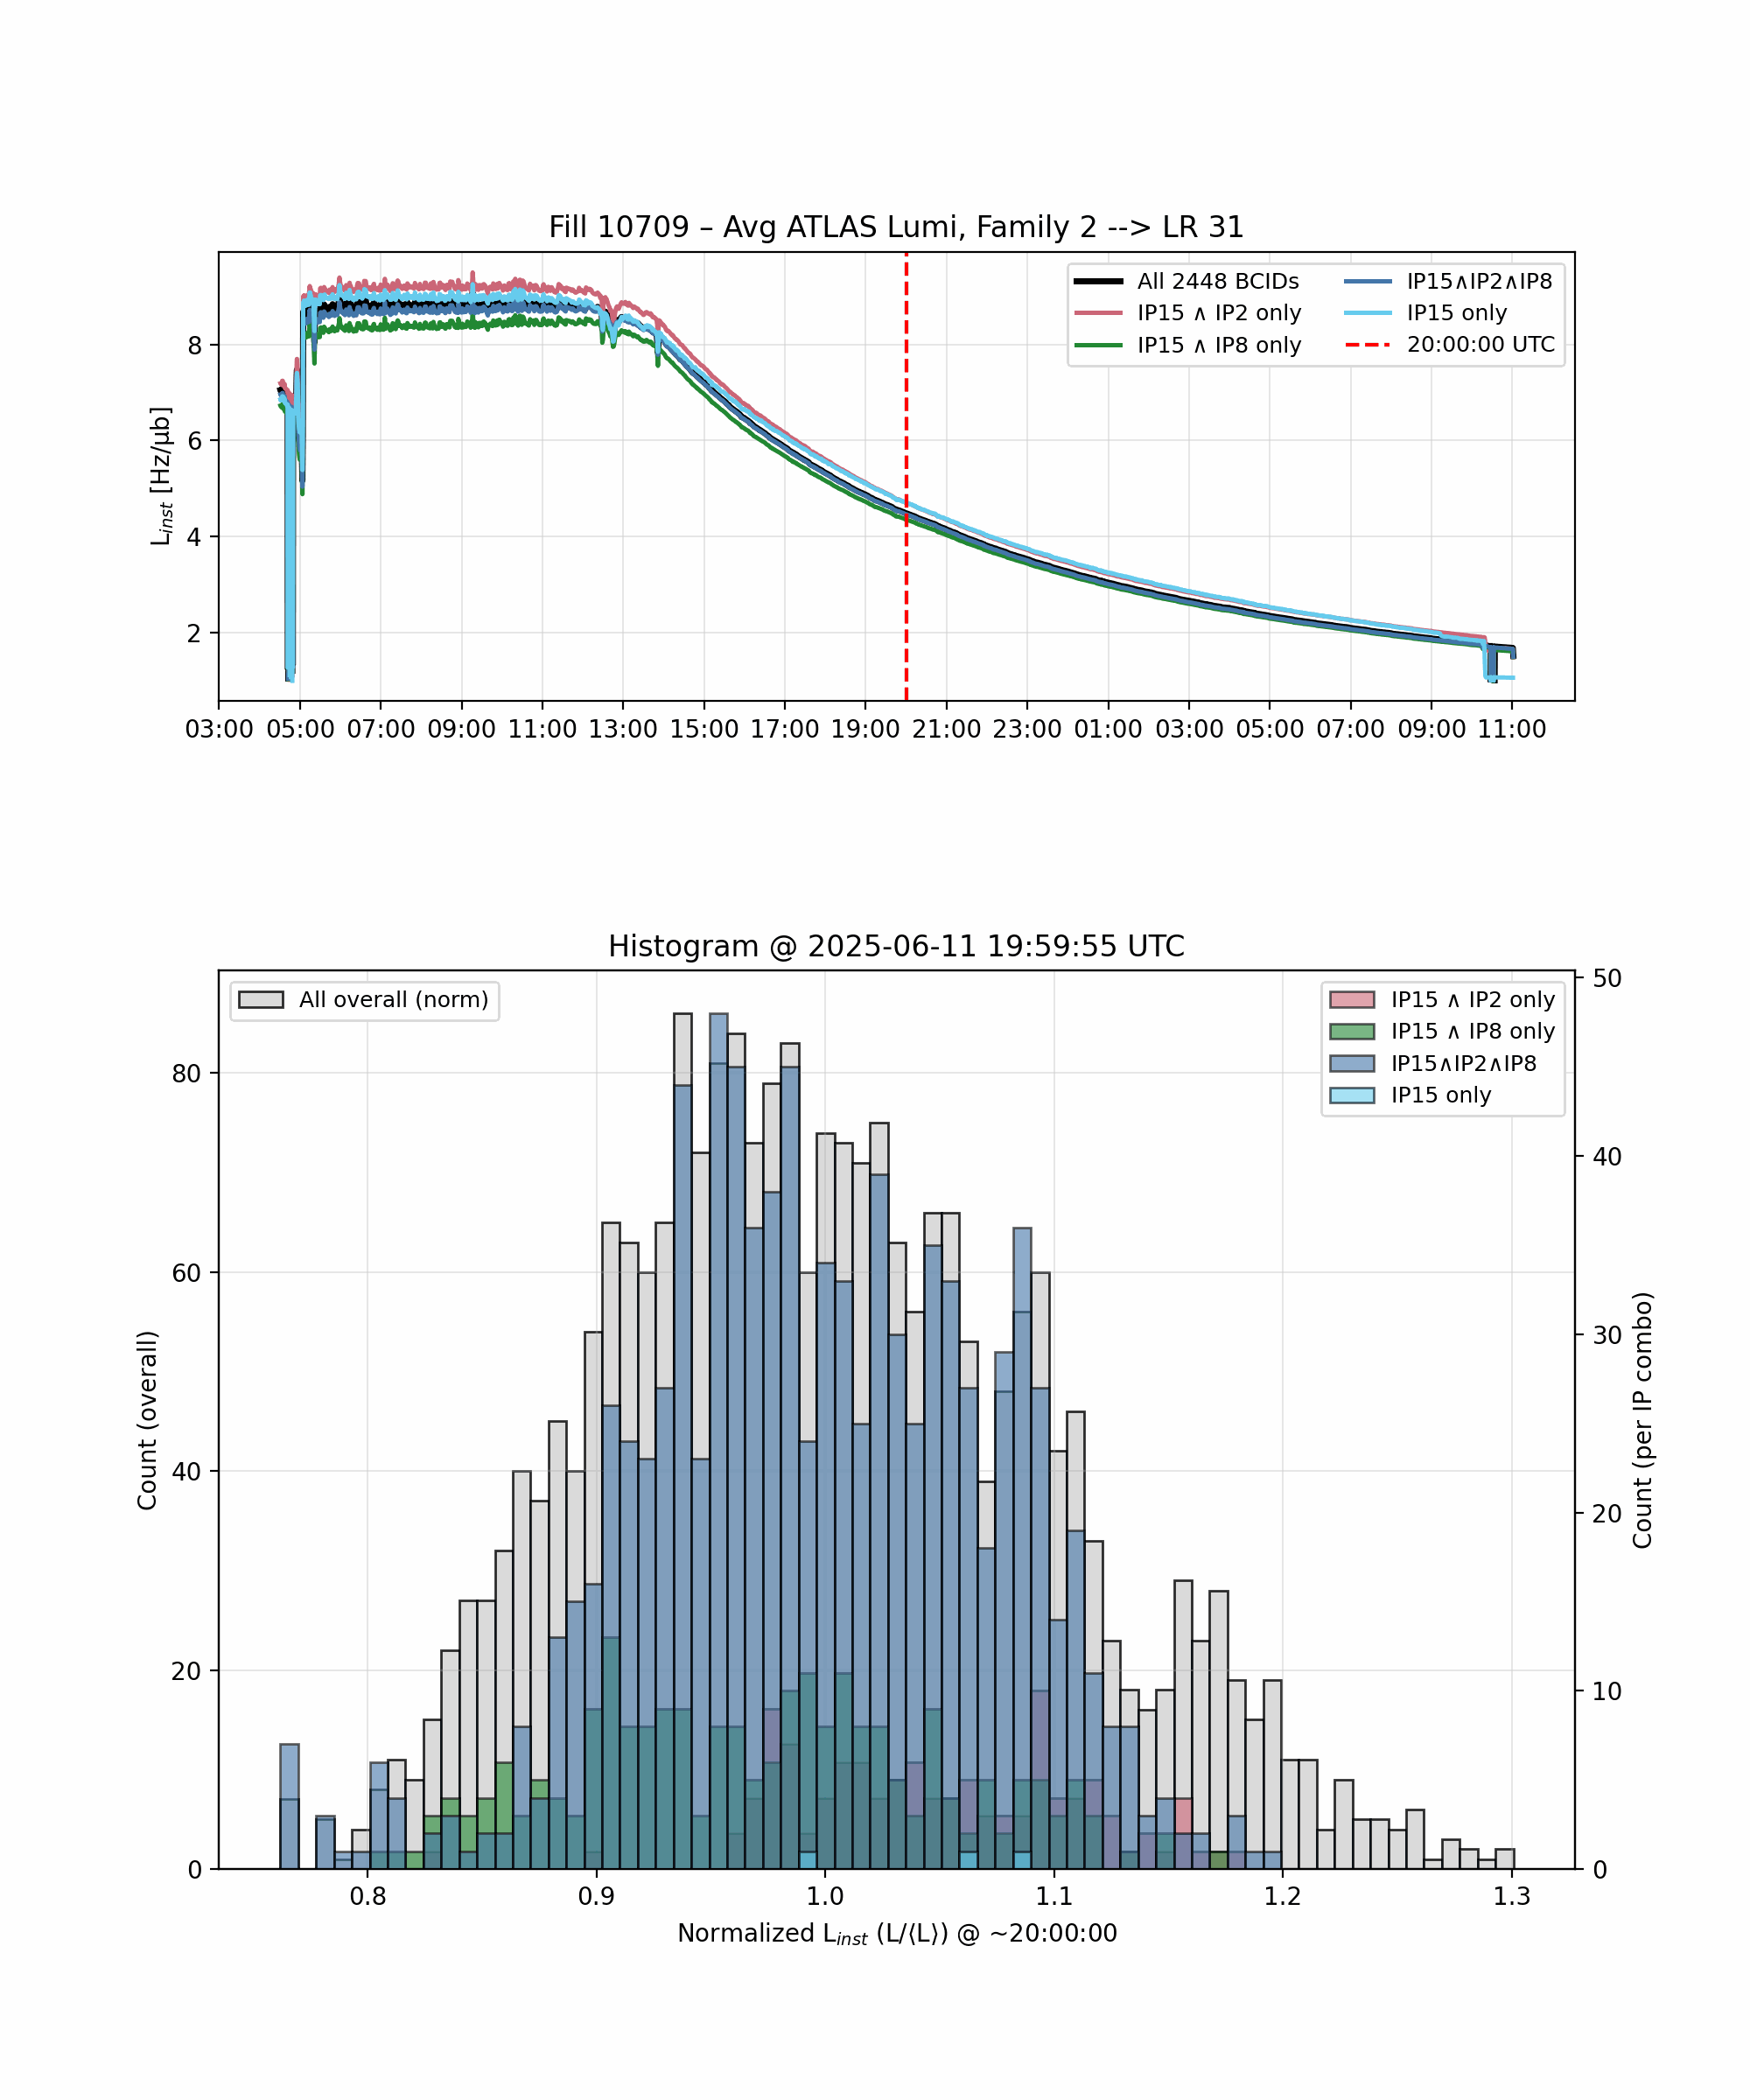 Fill 10709 – Avg ATLAS Lumi, Family 2 --> LR 31
All 2448 BCIDs
IP15 ∧ IP2 only
IP15 ∧ IP8 only
IP15∧IP2∧IP8
IP15 only
20:00:00 UTC
L_inst [Hz/μb]
8
6
4
2
03:00 05:00 07:00 09:00 11:00 13:00 15:00 17:00 19:00 21:00 23:00 01:00 03:00 05:00 07:00 09:00 11:00
Histogram @ 2025-06-11 19:59:55 UTC
All overall (norm)
IP15 ∧ IP2 only
IP15 ∧ IP8 only
IP15∧IP2∧IP8
IP15 only
Count (overall)
80
60
40
20
0
50
40
30
20
10
0
Count (per IP combo)
0.8 0.9 1.0 1.1 1.2 1.3
Normalized L_inst (L/⟨L⟩) @ ~20:00:00